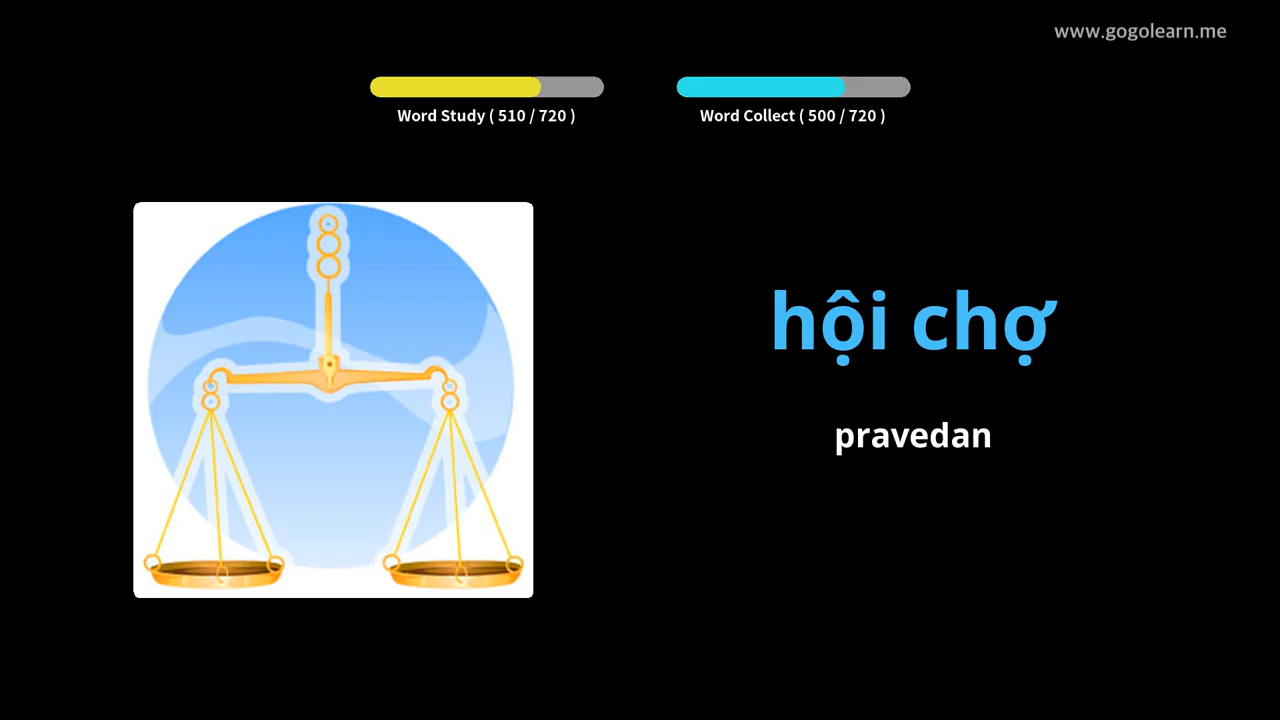 www.gogolearn.me
Word Study ( 510 / 720 )
Word Collect ( 500 / 720 )
hội chợ
pravedan